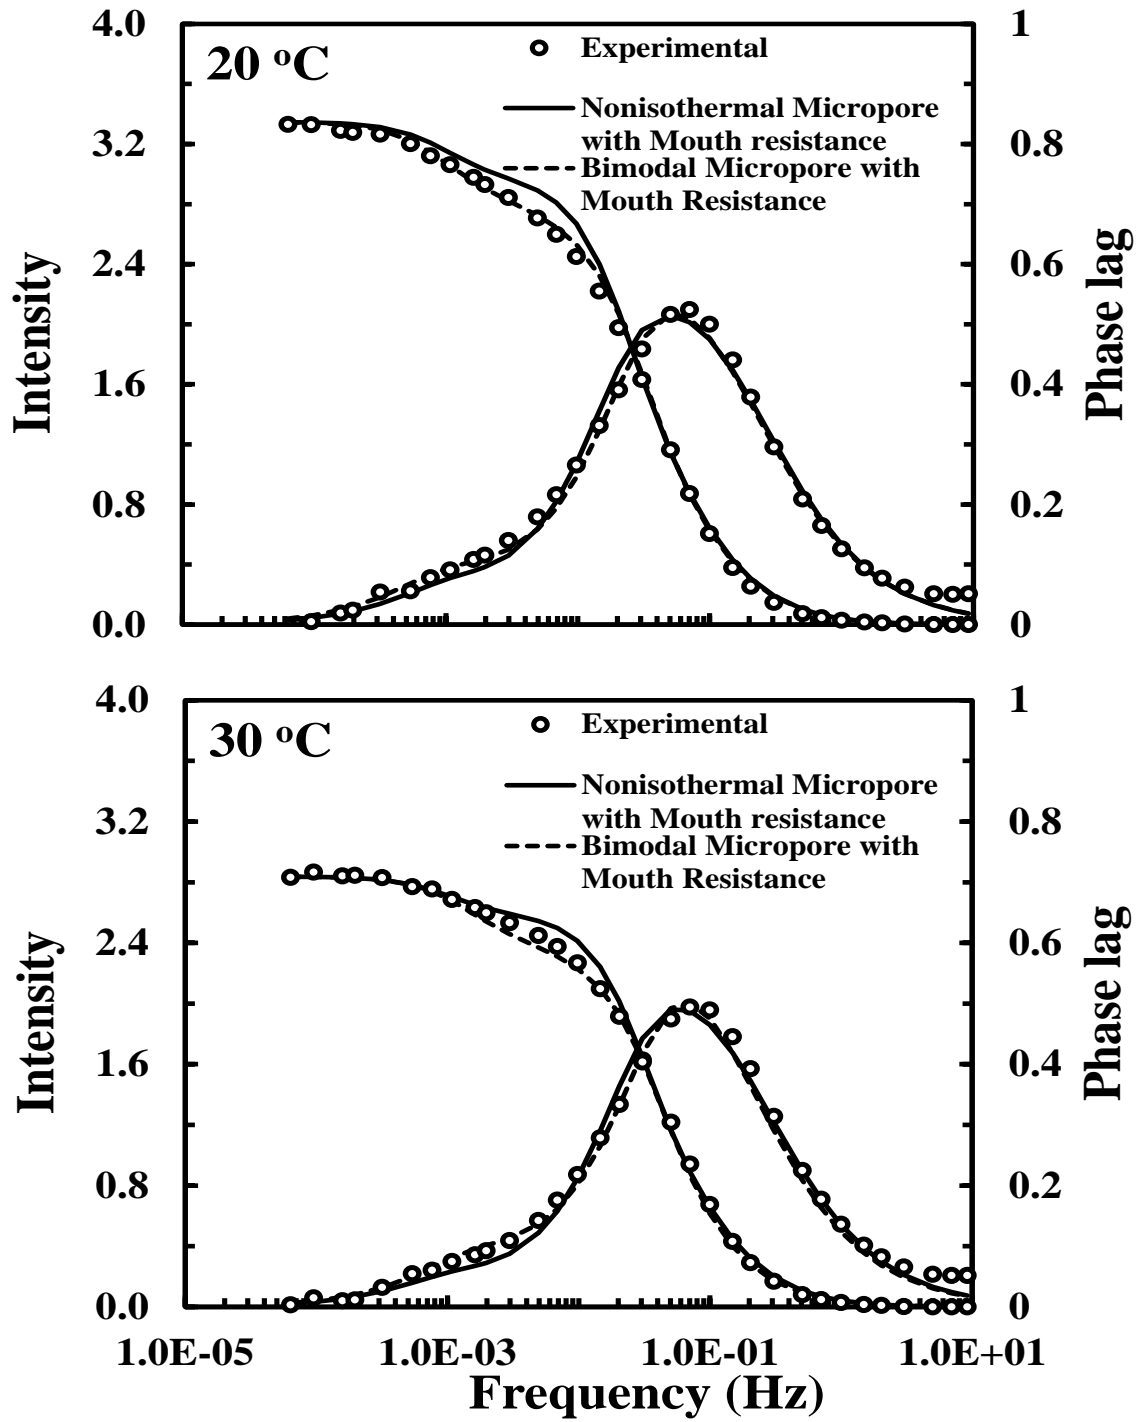 4.0
3.2
2.4
1.6
0.8
0.0
Intensity
20 °C
Experimental
Nonisothermal Micropore
with Mouth resistance
Bimodal Micropore with
Mouth Resistance
1
0.8
0.6
0.4
0.2
0
Phase lag
4.0
3.2
2.4
1.6
0.8
0.0
Intensity
30 °C
Experimental
Nonisothermal Micropore
with Mouth resistance
Bimodal Micropore with
Mouth Resistance
1
0.8
0.6
0.4
0.2
0
Phase lag
1.0E-05 1.0E-03 1.0E-01 1.0E+01
Frequency (Hz)